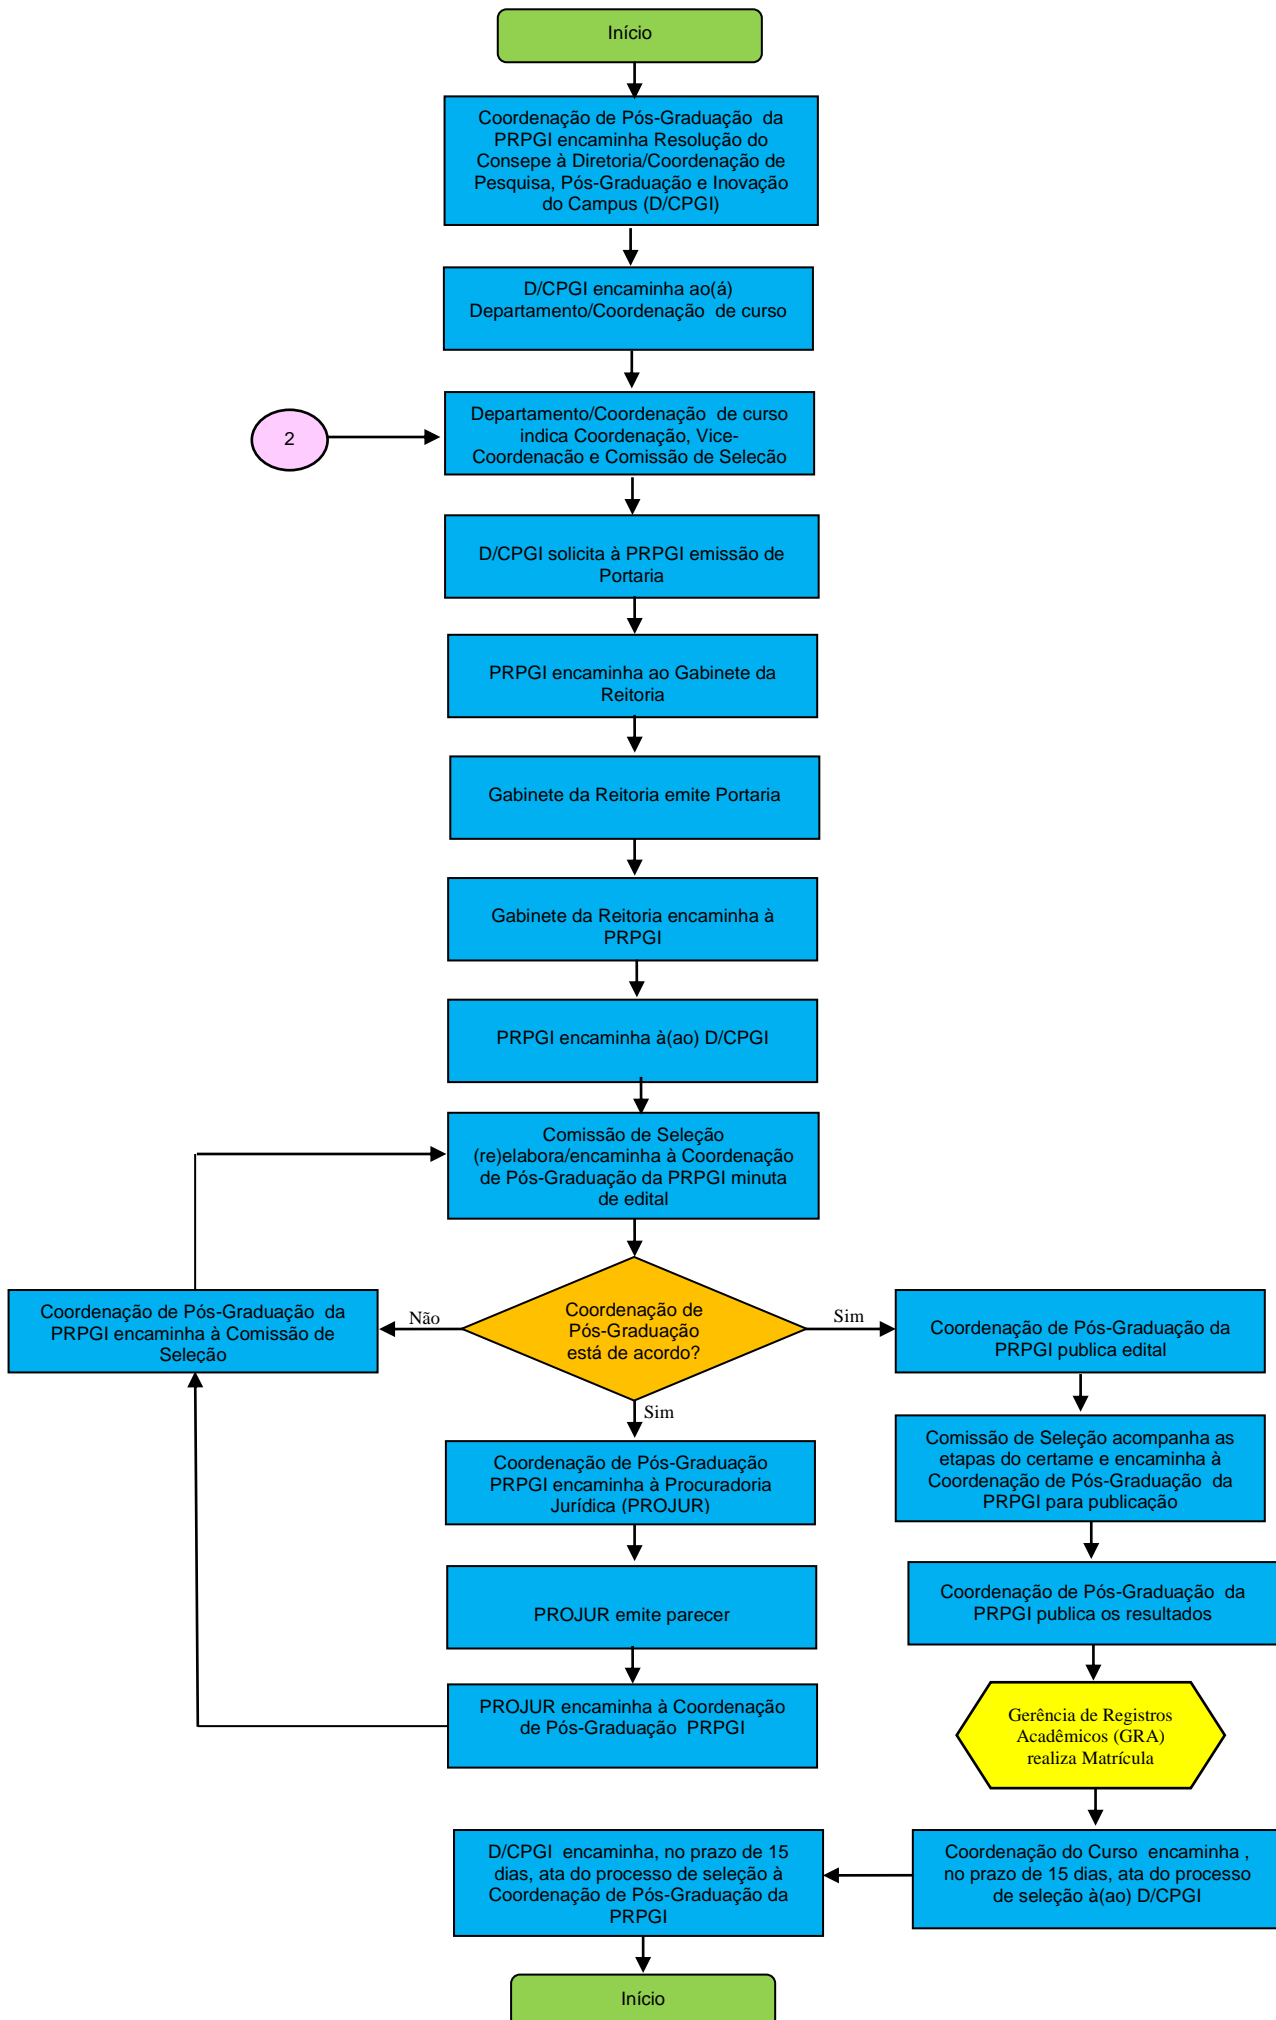 Início
Coordenação de Pós-Graduação da
PRPGI encaminha Resolução do
Consepe à Diretoria/Coordenação de
Pesquisa, Pós-Graduação e Inovação
do Campus (D/CPGI)
D/CPGI encaminha ao(á)
Departamento/Coordenação de curso
2
Departamento/Coordenação de curso
indica Coordenação, Vice-
Coordenação e Comissão de Seleção
D/CPGI solicita à PRPGI emissão de
Portaria
PRPGI encaminha ao Gabinete da
Reitoria
Gabinete da Reitoria emite Portaria
Gabinete da Reitoria encaminha à
PRPGI
PRPGI encaminha à(ao) D/CPGI
Comissão de Seleção
(re)elabora/encaminha à Coordenação
de Pós-Graduação da PRPGI minuta
de edital
Coordenação de
Pós-Graduação
está de acordo?
Não
Coordenação de Pós-Graduação da
PRPGI encaminha à Comissão de
Seleção
Sim
Coordenação de Pós-Graduação da
PRPGI publica edital
Sim
Coordenação de Pós-Graduação
PRPGI encaminha à Procuradoria
Jurídica (PROJUR)
Comissão de Seleção acompanha as
etapas do certame e encaminha à
Coordenação de Pós-Graduação da
PRPGI para publicação
PROJUR emite parecer
Coordenação de Pós-Graduação da
PRPGI publica os resultados
PROJUR encaminha à Coordenação
de Pós-Graduação PRPGI
Gerência de Registros
Acadêmicos (GRA)
realiza Matrícula
Coordenação do Curso encaminha ,
no prazo de 15 dias, ata do processo
de seleção à(ao) D/CPGI
D/CPGI encaminha, no prazo de 15
dias, ata do processo de seleção à
Coordenação de Pós-Graduação da
PRPGI
Início